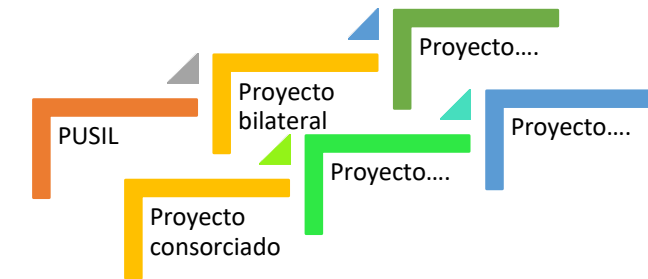 PUSIL
Proyecto
bilateral
Proyecto....
Proyecto
consorciado
Proyecto....
Proyecto....